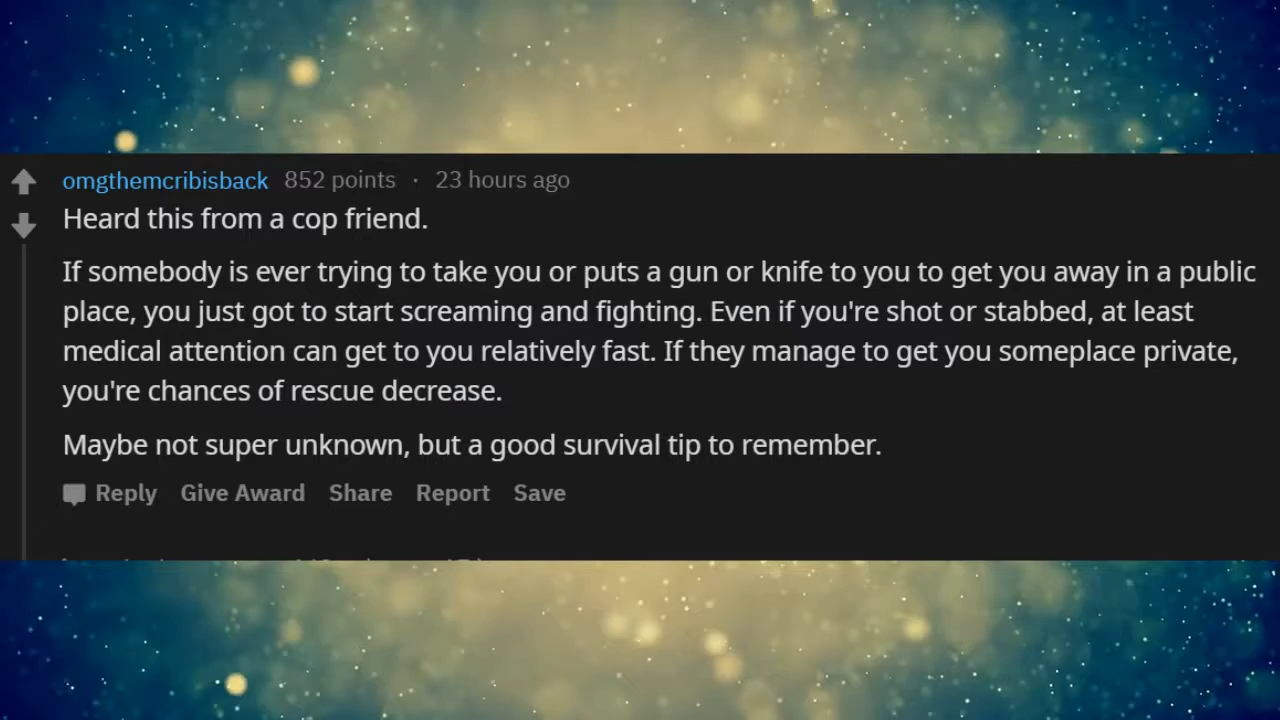 omgthemcribisback 852 points · 23 hours ago
Heard this from a cop friend.
If somebody is ever trying to take you or puts a gun or knife to you to get you away in a public
place, you just got to start screaming and fighting. Even if you're shot or stabbed, at least
medical attention can get to you relatively fast. If they manage to get you someplace private,
you're chances of rescue decrease.
Maybe not super unknown, but a good survival tip to remember.
Reply Give Award Share Report Save